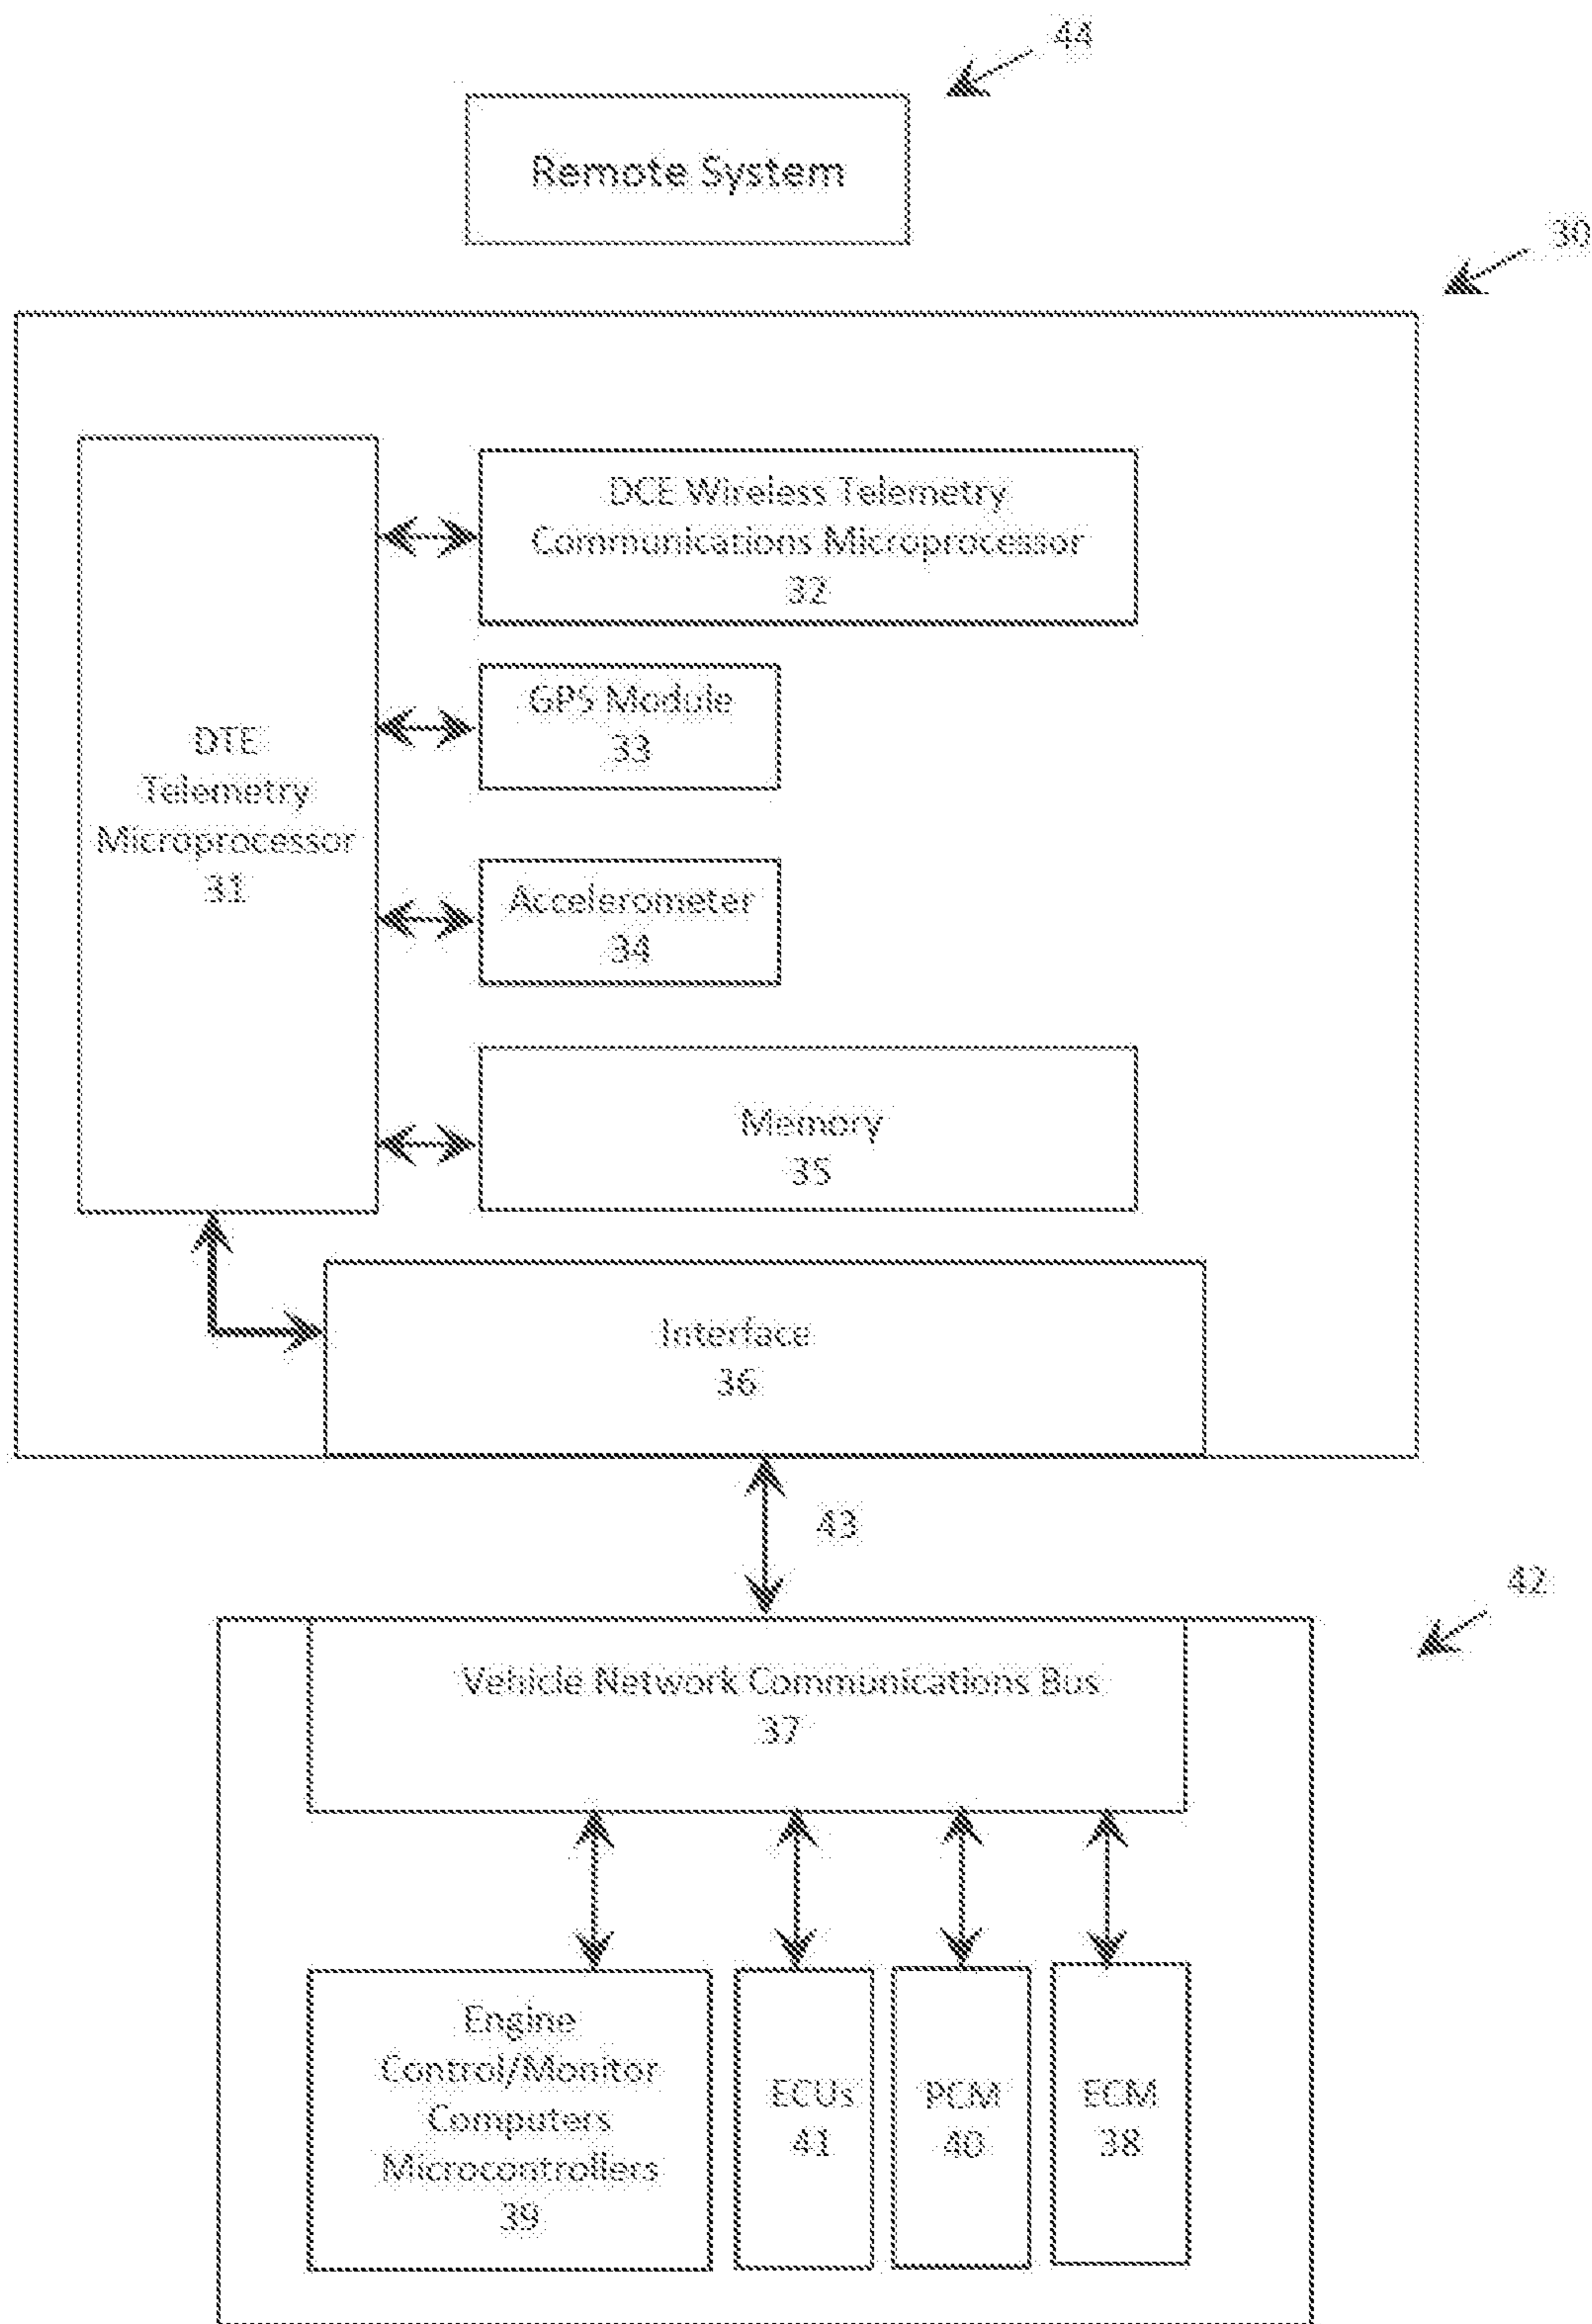 44
Remote System
30
DCE Wireless Telemetry
Communications Microprocessor
32
GPS Module
33
DTE
Telemetry
Microprocessor
31
Accelerometer
34
Memory
35
Interface
36
43
42
Vehicle Network Communications Bus
37
Engine
Control/Monitor
Computers
Microcontrollers
39
ECUs
41
PCM
40
ECM
38